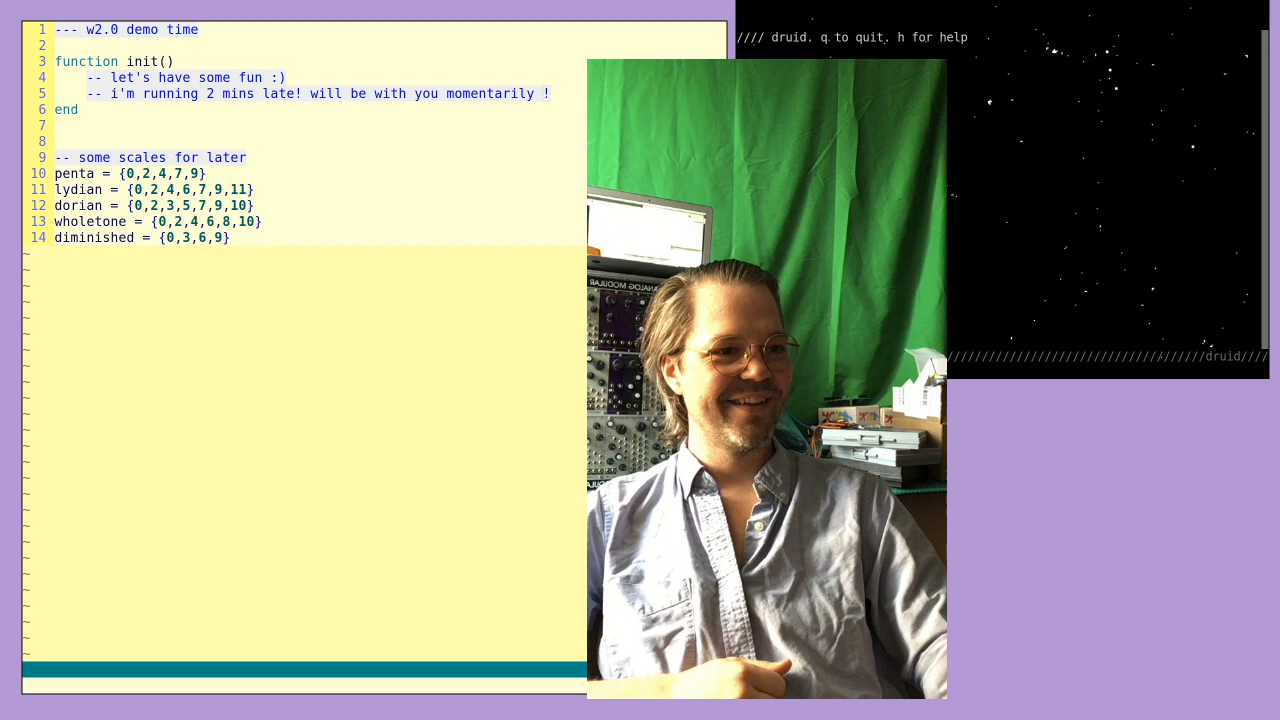 1 --- w2.0 demo time
2
3 function init()
4 -- let's have some fun :)
5 -- i'm running 2 mins late! will be with you momentarily !
6 end
7
8
9 -- some scales for later
10 penta = {0,2,4,7,9}
11 lydian = {0,2,4,6,7,9,11}
12 dorian = {0,2,3,5,7,9,10}
13 wholetone = {0,2,4,6,8,10}
14 diminished = {0,3,6,9}
//// druid. q to quit. h for help
ANALOG MODULAR
/////////////////////////////////////druid////